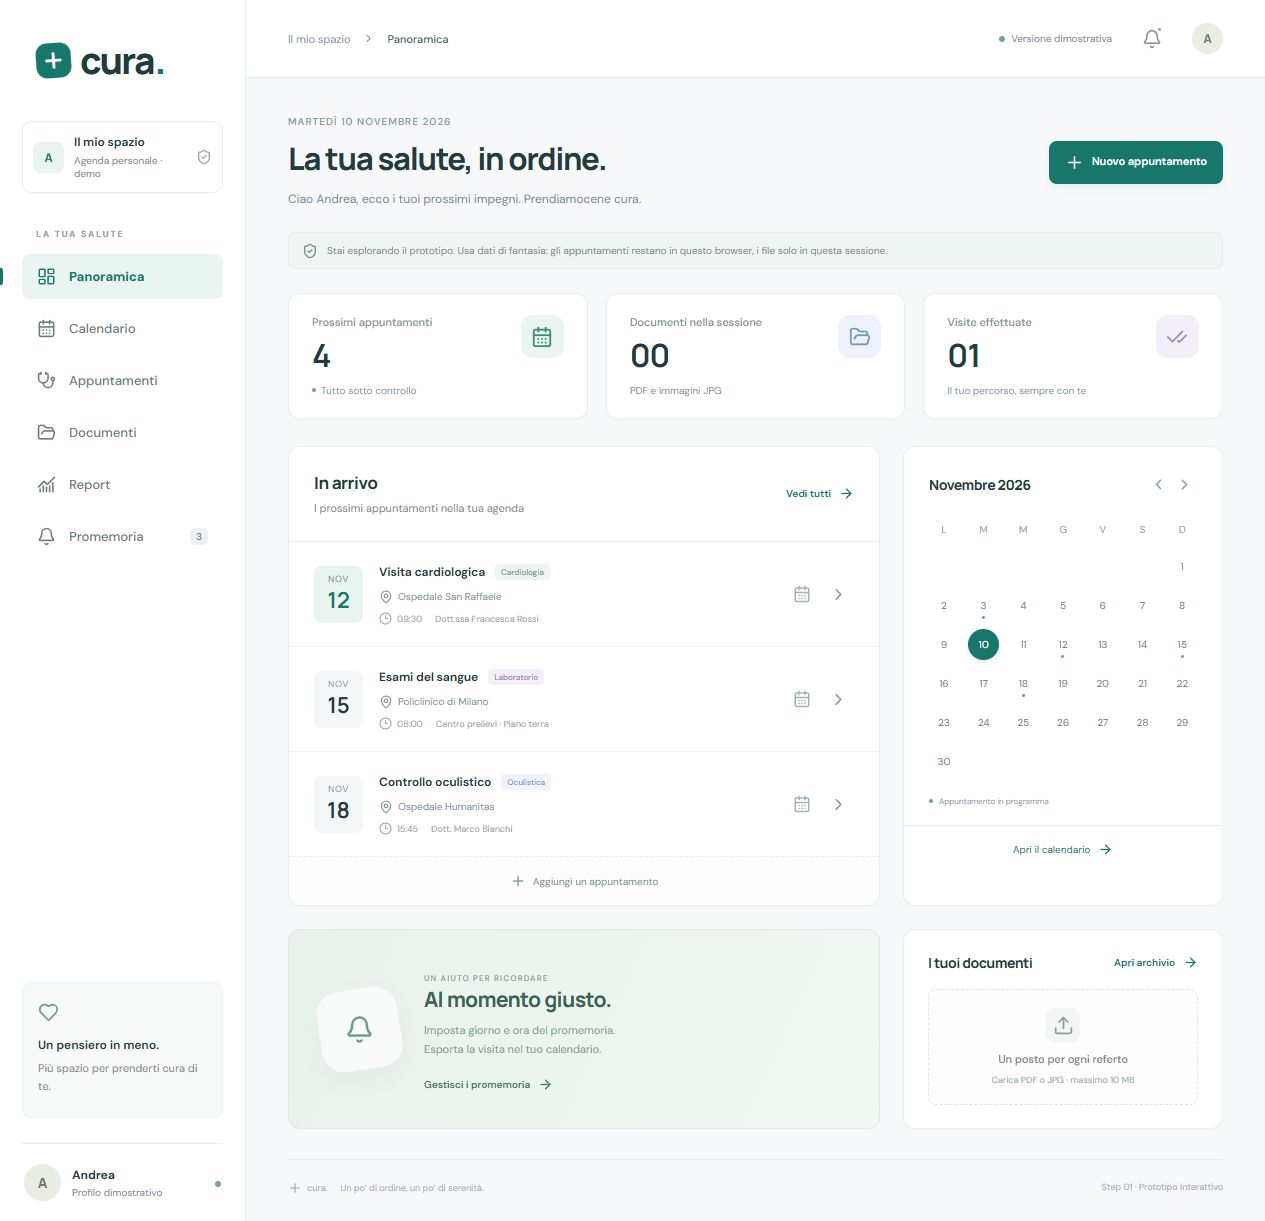 cura.
A
Il mio spazio
Agenda personale ·
demo
LA TUA SALUTE
Panoramica
Calendario
Appuntamenti
Documenti
Report
Promemoria 3
Un pensiero in meno.
Più spazio per prenderti cura di
te.
A
Andrea
Profilo dimostrativo
Il mio spazio > Panoramica
Versione dimostrativa
A
MARTEDÌ 10 NOVEMBRE 2026
La tua salute, in ordine.
Ciao Andrea, ecco i tuoi prossimi impegni. Prendiamocene cura.
Nuovo appuntamento
Stai esplorando il prototipo. Usa dati di fantasia: gli appuntamenti restano in questo browser, i file solo in questa sessione.
Prossimi appuntamenti
4
Tutto sotto controllo
Documenti nella sessione
00
PDF e immagini JPG
Visite effettuate
01
Il tuo percorso, sempre con te
In arrivo
I prossimi appuntamenti nella tua agenda
Vedi tutti
NOV
12
Visita cardiologica Cardiologia
Ospedale San Raffaele
09:30 Dott.ssa Francesca Rossi
NOV
15
Esami del sangue Laboratorio
Policlinico di Milano
08:00 Centro prelievi · Piano terra
NOV
18
Controllo oculistico Oculistica
Ospedale Humanitas
15:45 Dott. Marco Bianchi
Aggiungi un appuntamento
Novembre 2026
L M M G V S D
1
2 3 4 5 6 7 8
9 10 11 12 13 14 15
16 17 18 19 20 21 22
23 24 25 26 27 28 29
30
Appuntamento in programma
Apri il calendario
UN AIUTO PER RICORDARE
Al momento giusto.
Imposta giorno e ora del promemoria.
Esporta la visita nel tuo calendario.
Gestisci i promemoria
I tuoi documenti
Apri archivio
Un posto per ogni referto
Carica PDF o JPG · massimo 10 MB
cura. Un po' di ordine, un po' di serenità.
Step 01 · Prototipo interattivo